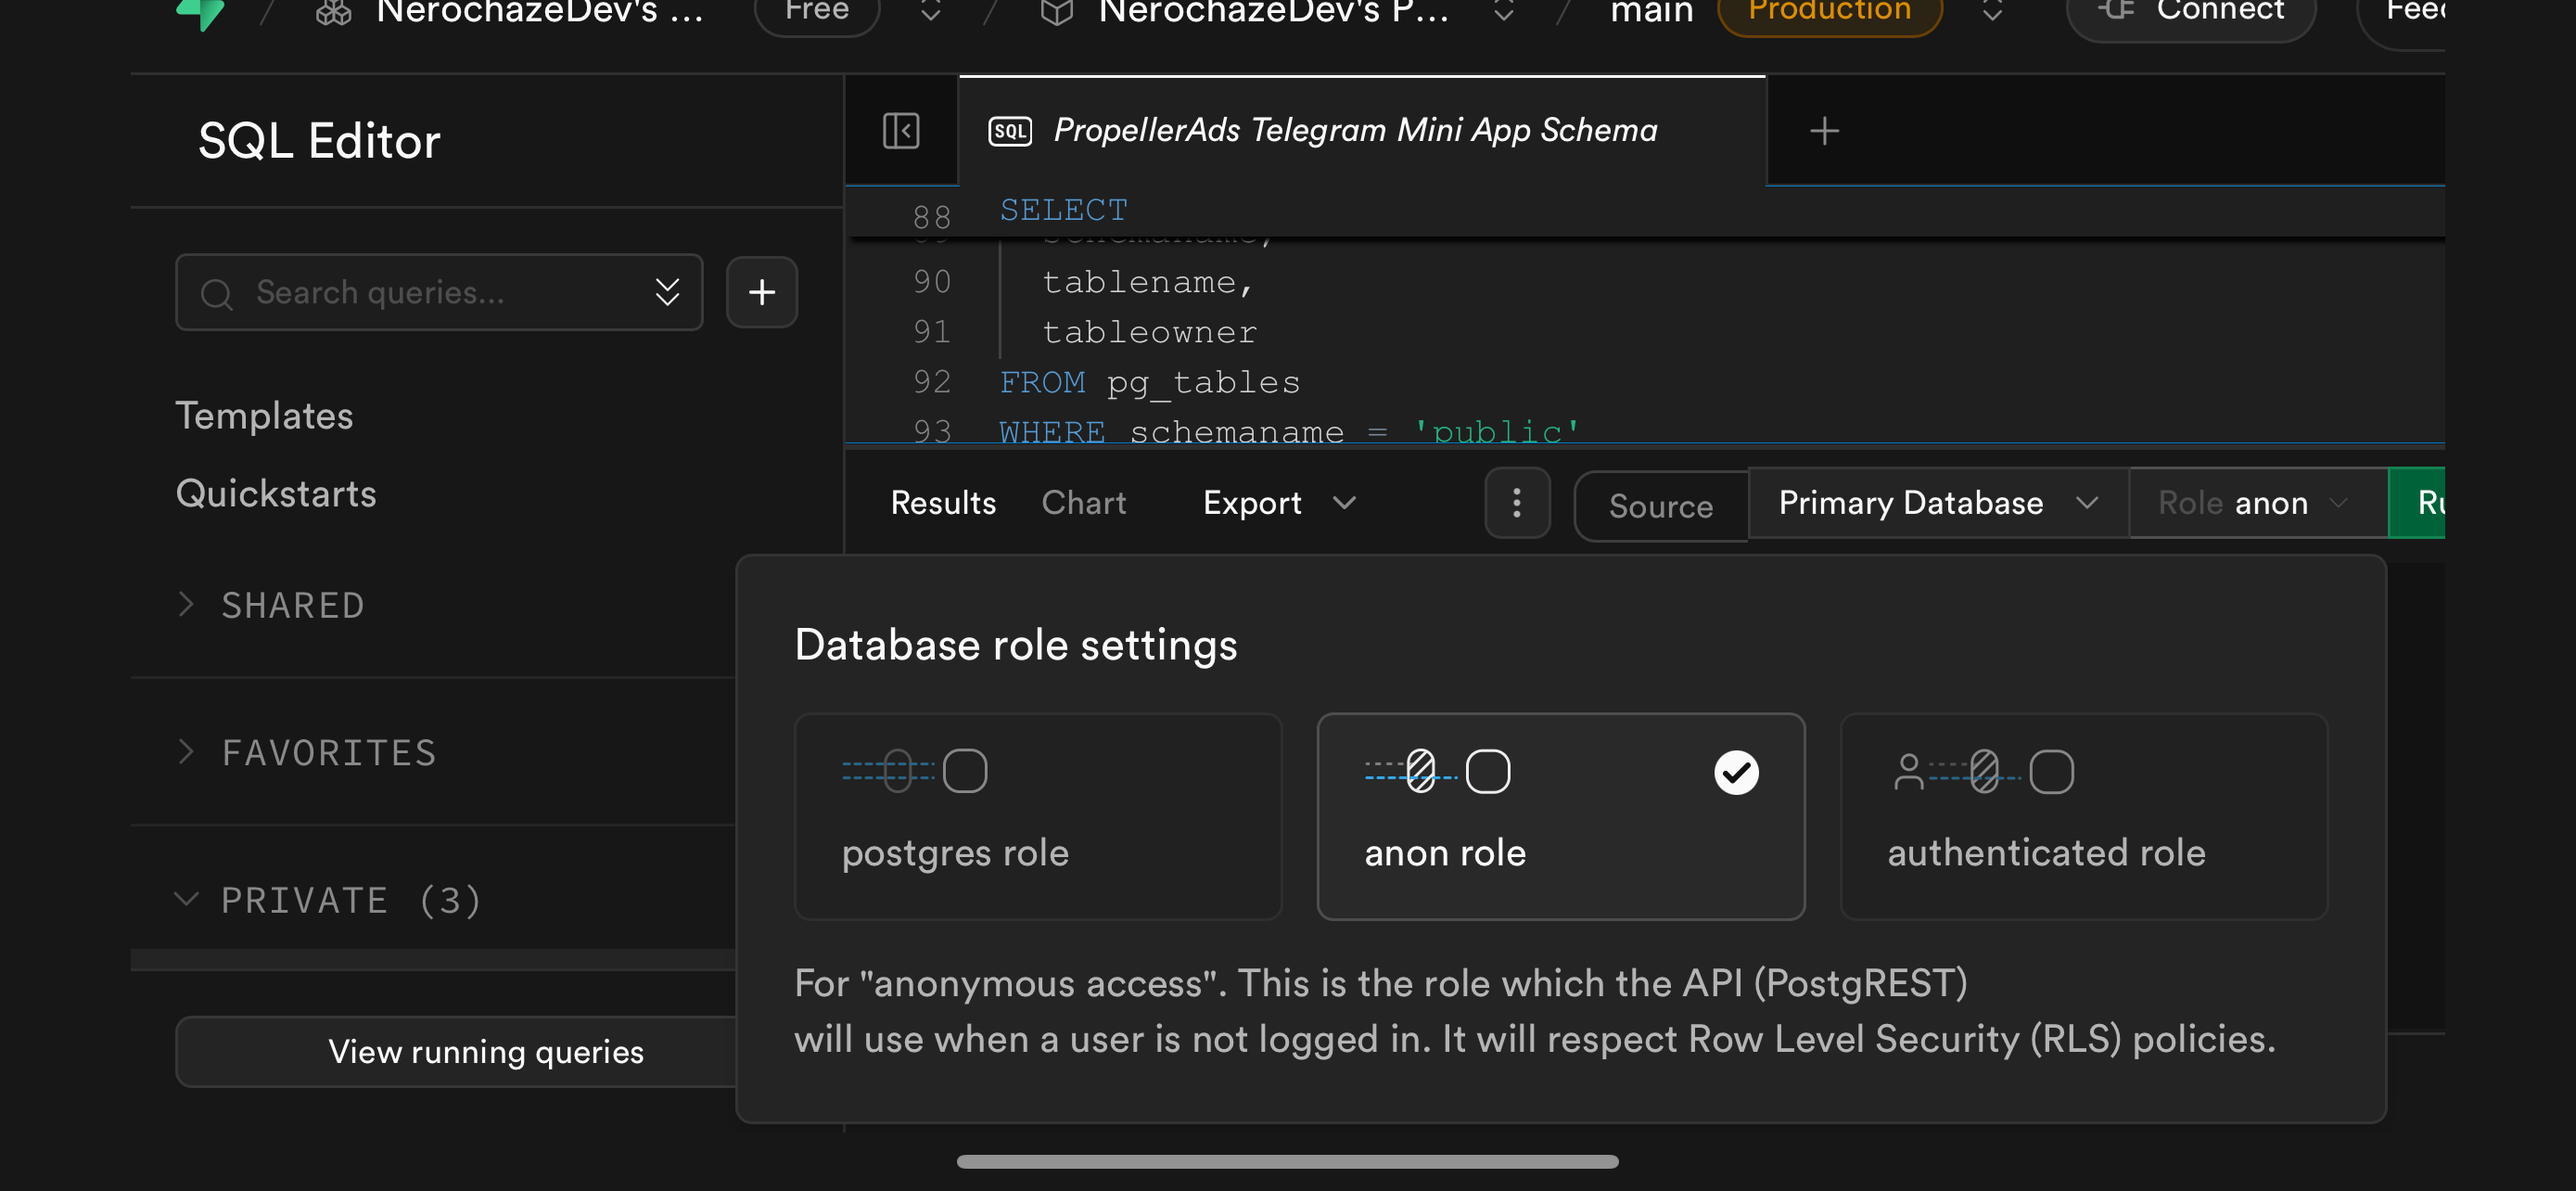 NerochazeDev's ...
Free
NerochazeDev's P...
main
Production
Connect
SQL Editor
SQL PropellerAds Telegram Mini App Schema
88 SELECT
Search queries...
90 tablename,
91 tableowner
92 FROM pg_tables
93 WHERE schemaname = 'public'
Templates
Quickstarts
Results
Chart
Export
Source
Primary Database
Role anon
SHARED
FAVORITES
PRIVATE (3)
View running queries
Database role settings
postgres role
anon role
authenticated role
For "anonymous access". This is the role which the API (PostgREST)
will use when a user is not logged in. It will respect Row Level Security (RLS) policies.